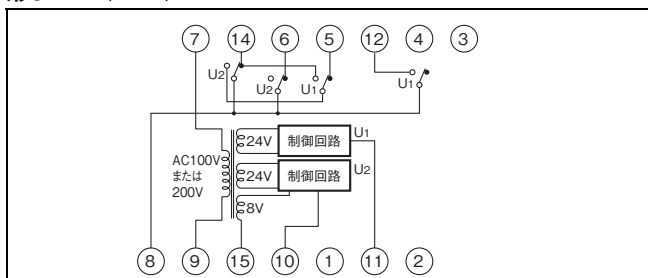 ⑦ ⑭ ⑥ ⑤ ⑫ ④ ③
U2 U2 U1 U1
24V 制御回路 U1
AC100V
または
200V
24V 制御回路 U2
8V
⑧ ⑨ ⑮ ⑩ ① ⑪ ②